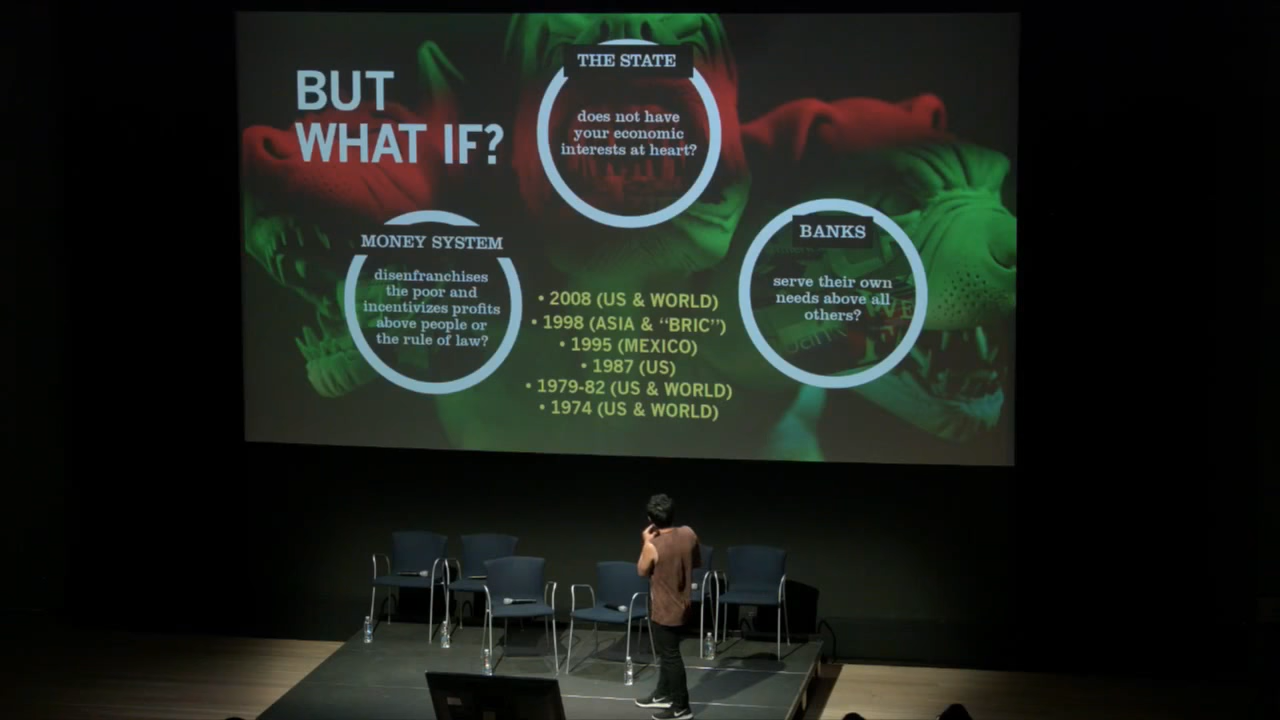 BUT
WHAT IF?
THE STATE
does not have
your economic
interests at heart?
MONEY SYSTEM
disenfranchises
the poor and
incentivizes profits
above people or
the rule of law?
BANKS
serve their own
needs above all
others?
• 2008 (US & WORLD)
• 1998 (ASIA & “BRIC”)
• 1995 (MEXICO)
• 1987 (US)
• 1979-82 (US & WORLD)
• 1974 (US & WORLD)